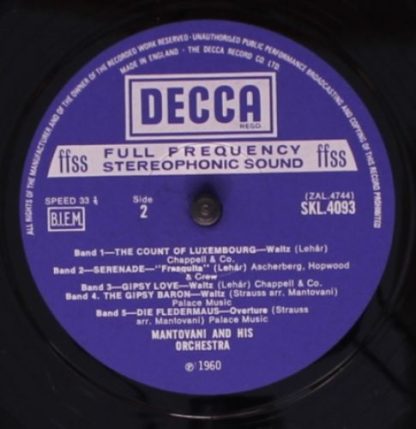 ALL RIGHTS OF THE MANUFACTURER AND OF THE OWNER OF THE RECORDED WORK RESERVED · UNAUTHORISED PUBLIC PERFORMANCE BROADCASTING AND COPYING OF THIS RECORD PROHIBITED
MADE IN ENGLAND · THE DECCA RECORD CO LTD
DECCA
REGD
ffss FULL FREQUENCY ffss
STEREOPHONIC SOUND
SPEED 33⅓ Side (ZAL.4744)
B.I.E.M. 2 SKL.4093
Band 1—THE COUNT OF LUXEMBOURG—Waltz (Lehár)
Chappell & Co.
Band 2—SERENADE—"Frasquita" (Lehár) Ascherberg, Hopwood
& Crew
Band 3—GIPSY LOVE—Waltz (Lehár) Chappell & Co.
Band 4. THE GIPSY BARON—Waltz (Strauss arr. Mantovani)
Palace Music
Band 5—DIE FLEDERMAUS—Overture (Strauss
arr. Mantovani) Palace Music
MANTOVANI AND HIS
ORCHESTRA
℗ 1960